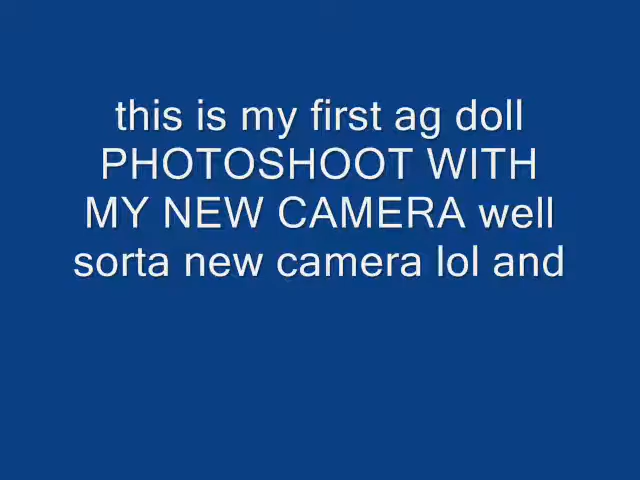 this is my first ag doll
PHOTOSHOOT WITH
MY NEW CAMERA well
sorta new camera lol and